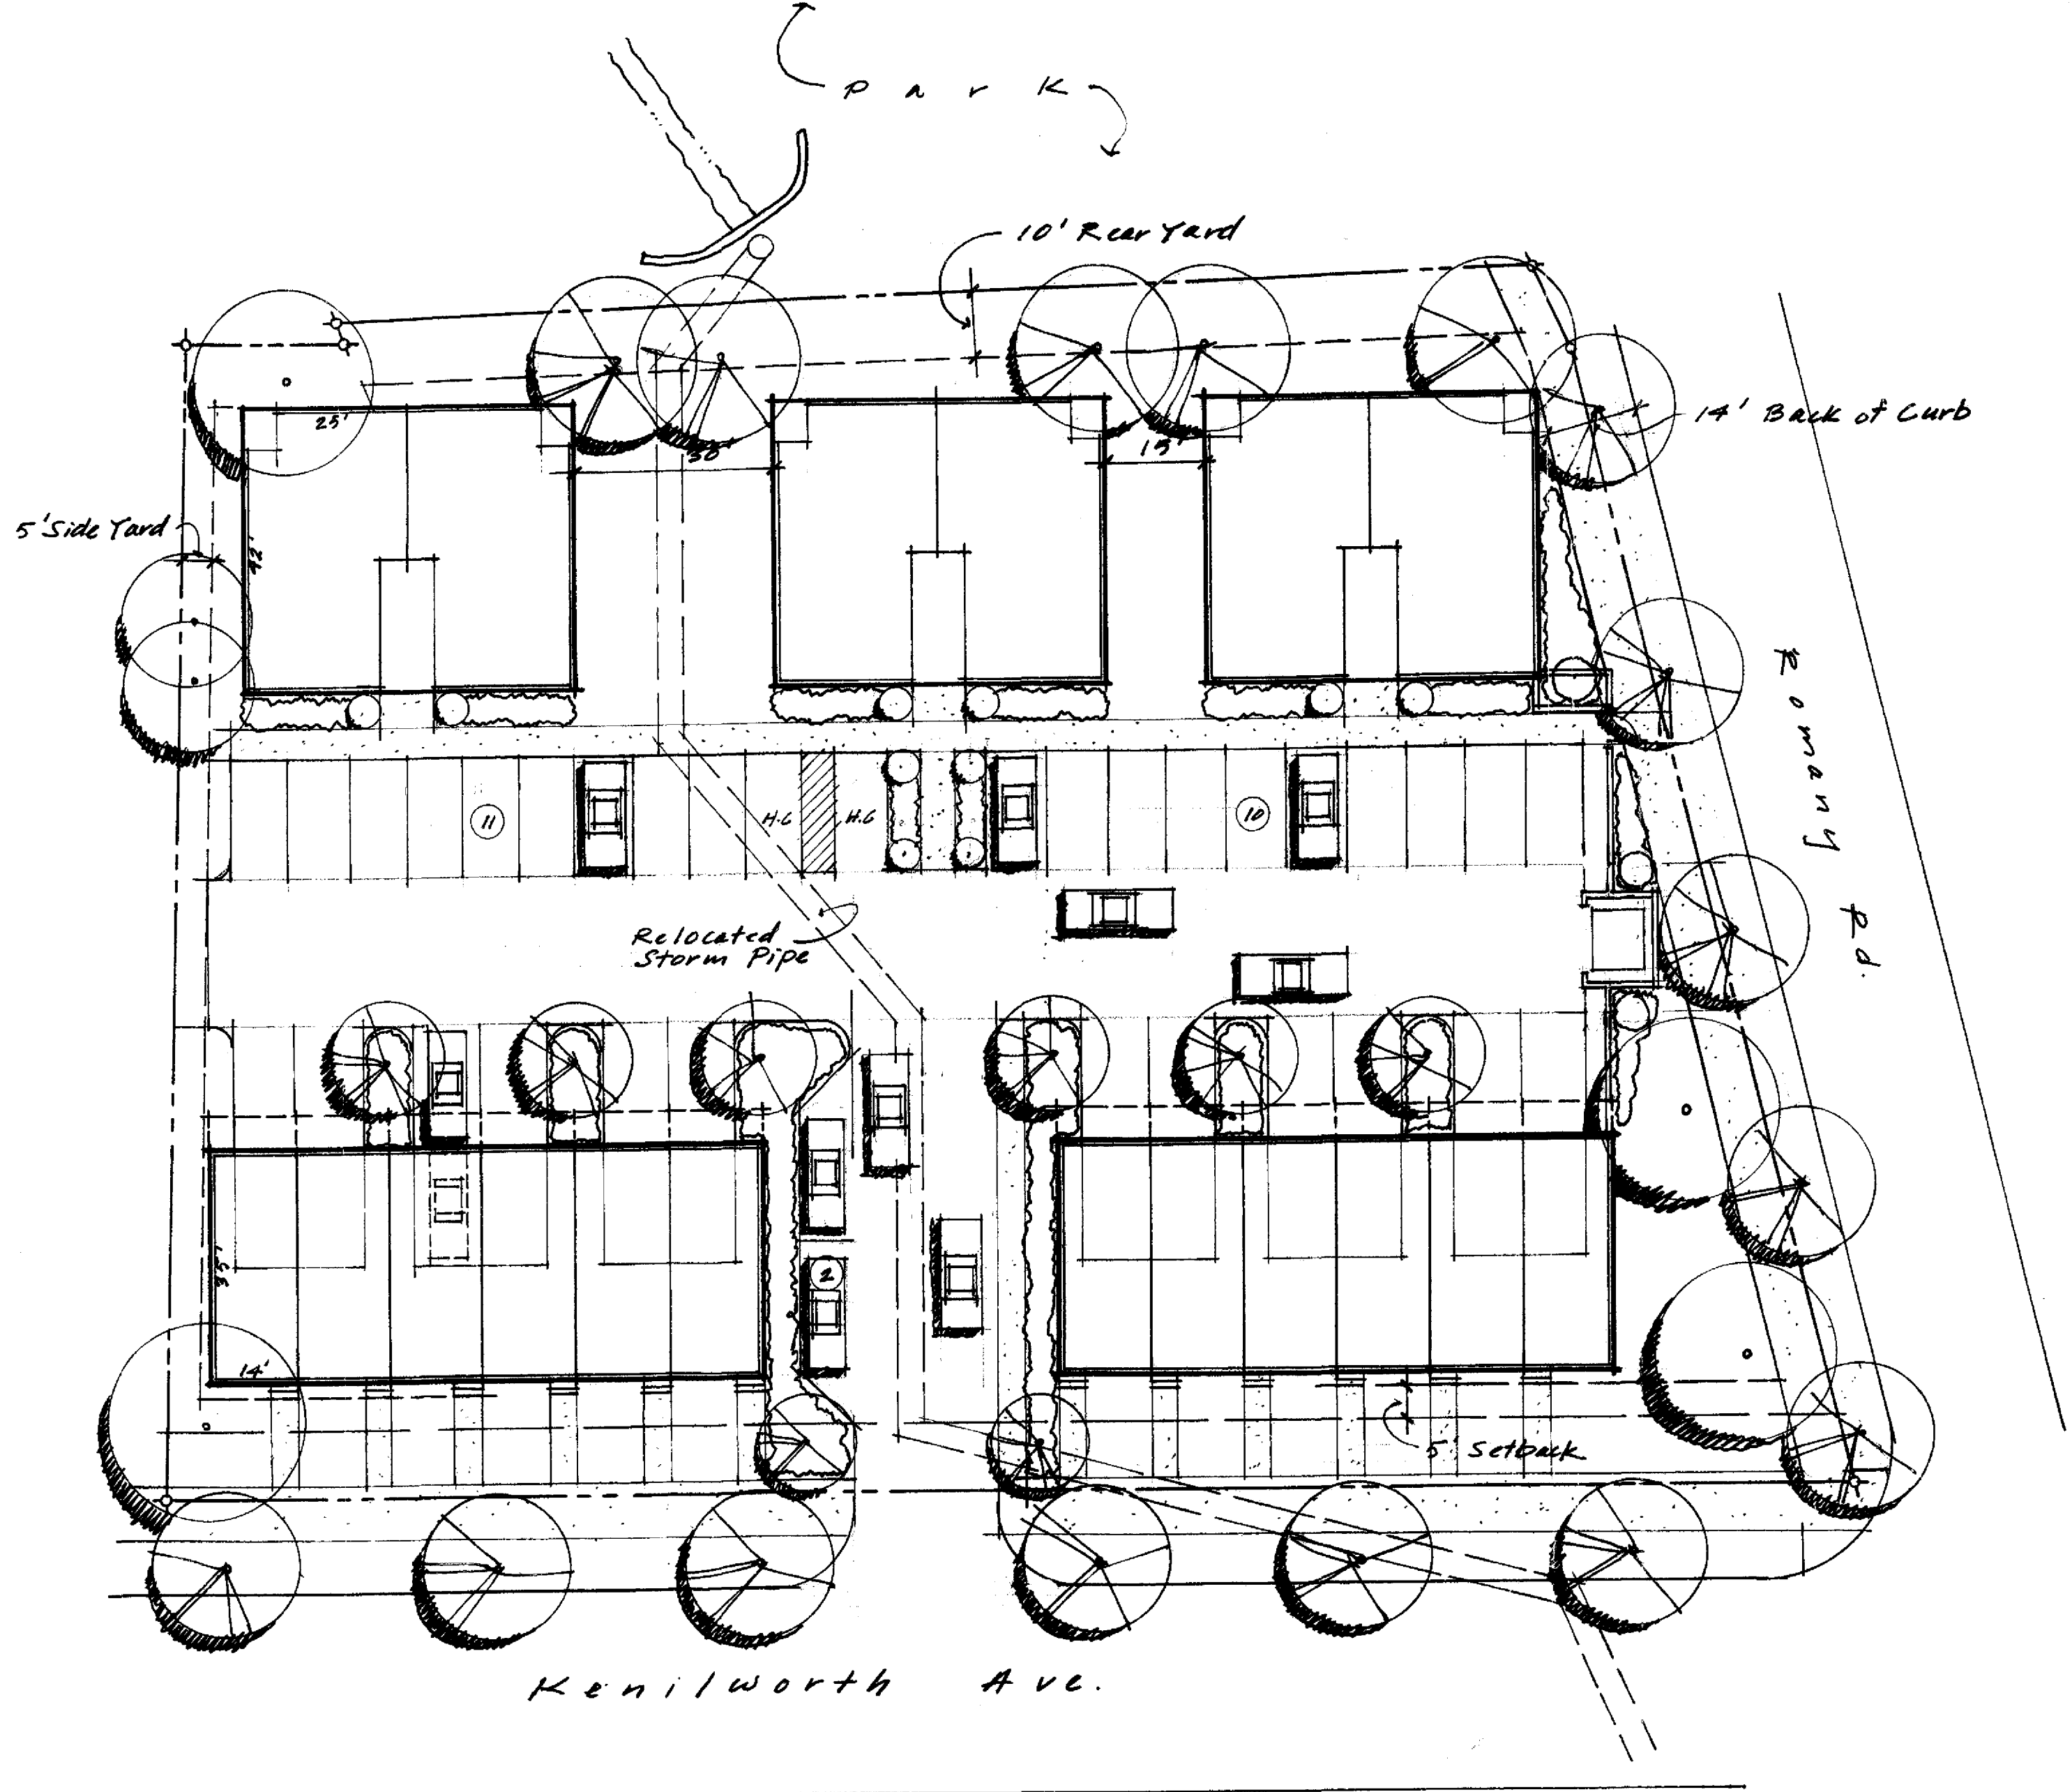 Park
10' Rear Yard
14' Back of Curb
25'
30'
15'
5' Side Yard
42'
Romany Rd.
11
H.C
H.C
10
Relocated
Storm Pipe
35'
2
14'
5' Setback
Kenilworth Ave.